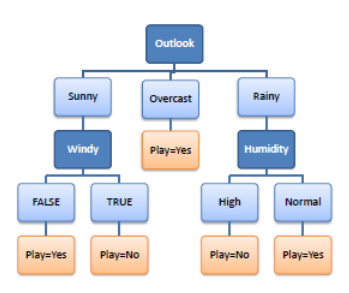 Outlook
Sunny
Overcast
Rainy
Windy
Play=Yes
Humidity
FALSE
TRUE
High
Normal
Play=Yes
Play=No
Play=No
Play=Yes